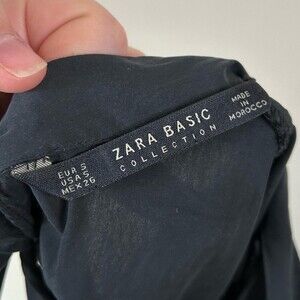 EUR S
USA S
MEX 26
ZARA BASIC
COLLECTION
MADE
IN
MOROCCO